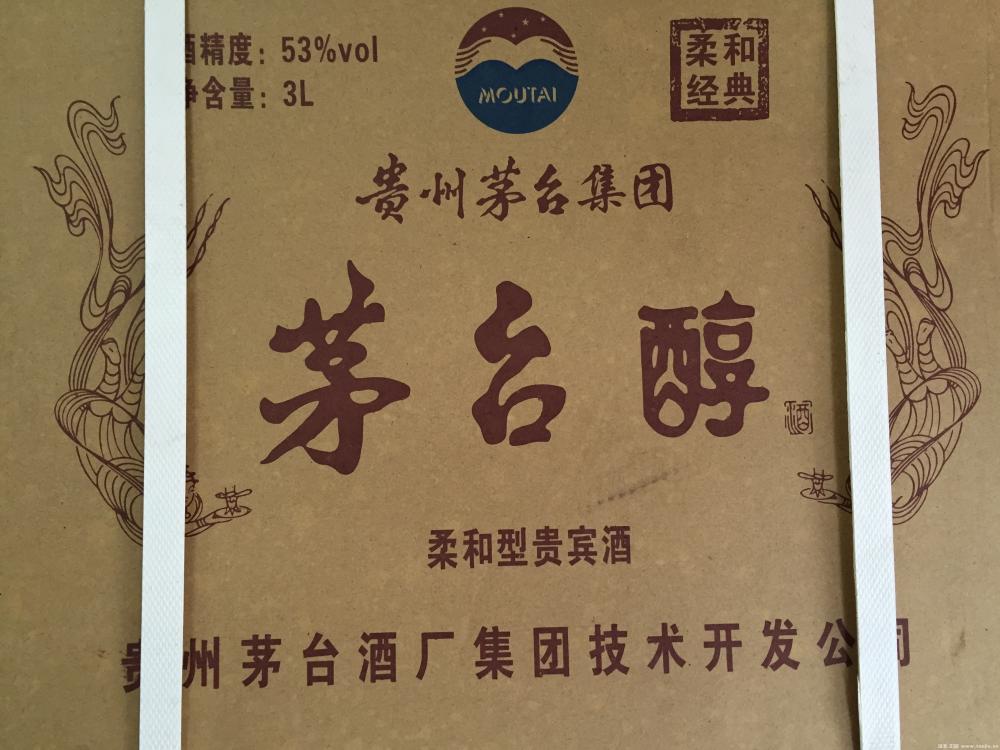 酒精度：53%vol
净含量：3L
MOUTAI
柔和
经典
贵州茅台集团
茅台醇
酒
柔和型贵宾酒
贵州茅台酒厂集团技术开发公司